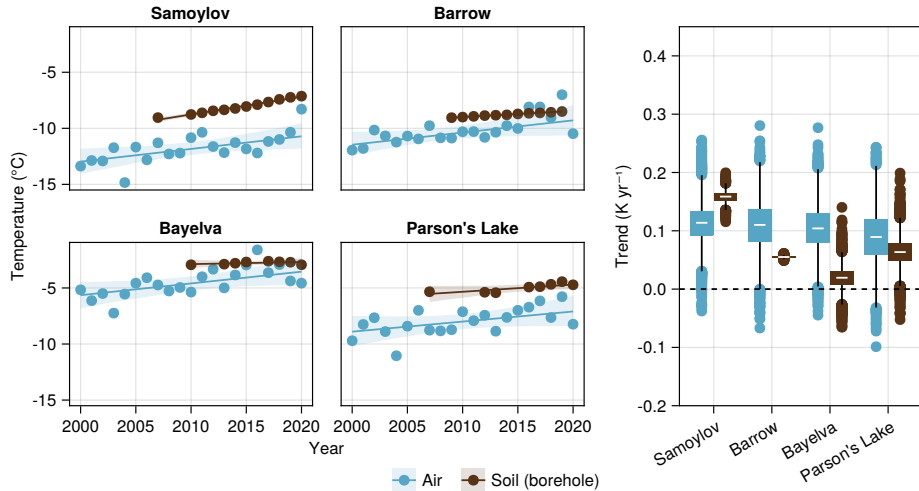 Samoylov
Barrow
-5
-10
-15
Bayelva
Parson's Lake
-5
-10
-15
2000 2005 2010 2015 2020
2000 2005 2010 2015 2020
Temperature (°C)
Year
Air
Soil (borehole)
0.4
0.3
0.2
0.1
0.0
-0.1
-0.2
Trend (K yr⁻¹)
Samoylov
Barrow
Bayelva
Parson's Lake